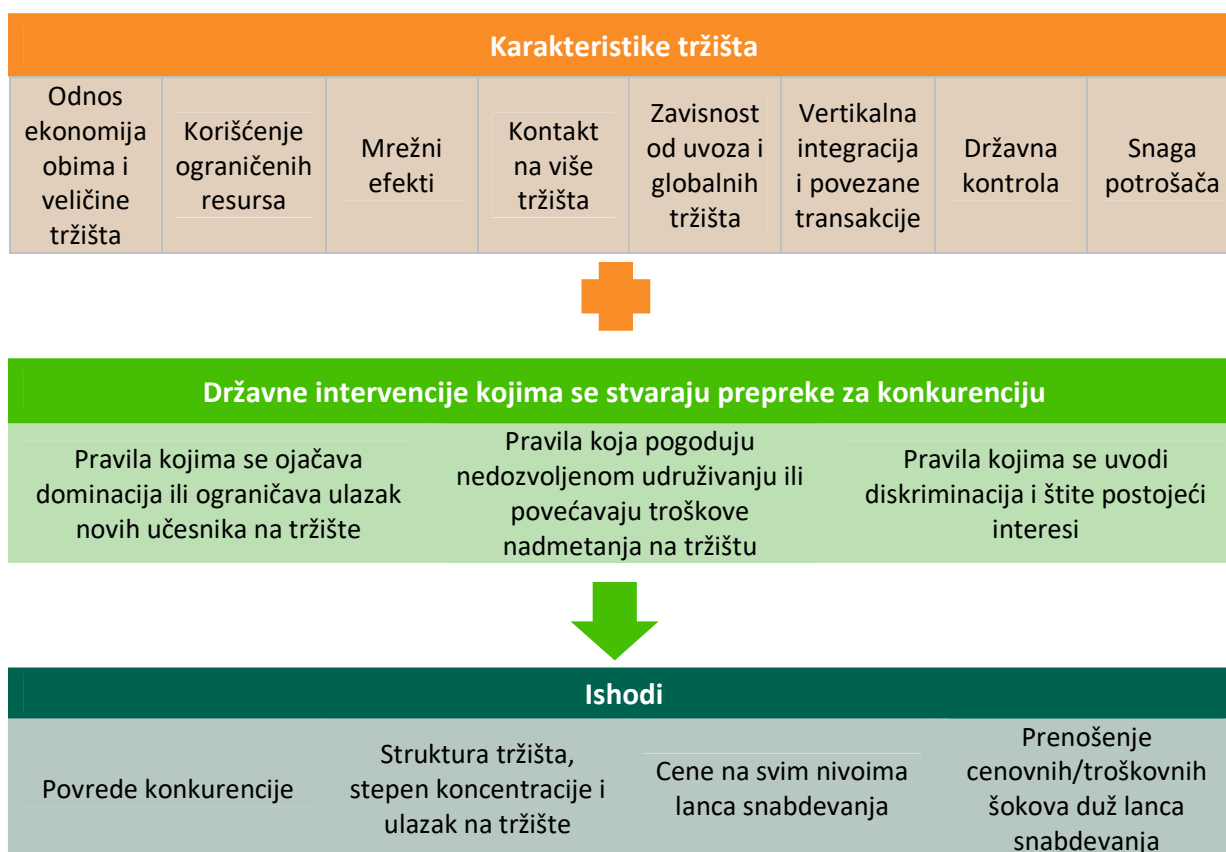 Karakteristike tržišta
Odnos
ekonomija
obima i
veličine
tržišta
Korišćenje
ograničenih
resursa
Mrežni
efekti
Kontakt
na više
tržišta
Zavisnost
od uvoza i
globalnih
tržišta
Vertikalna
integracija
i povezane
transakcije
Državna
kontrola
Snaga
potrošača
Državne intervencije kojima se stvaraju prepreke za konkurenciju
Pravila kojima se ojačava
dominacija ili ograničava ulazak
novih učesnika na tržište
Pravila koja pogoduju
nedozvoljenom udruživanju ili
povećavaju troškove
nadmetanja na tržištu
Pravila kojima se uvodi
diskriminacija i štite postojeći
interesi
Ishodi
Povrede konkurencije
Struktura tržišta,
stepen koncentracije i
ulazak na tržište
Cene na svim nivoima
lanca snabdevanja
Prenošenje
cenovnih/troškovnih
šokova duž lanca
snabdevanja